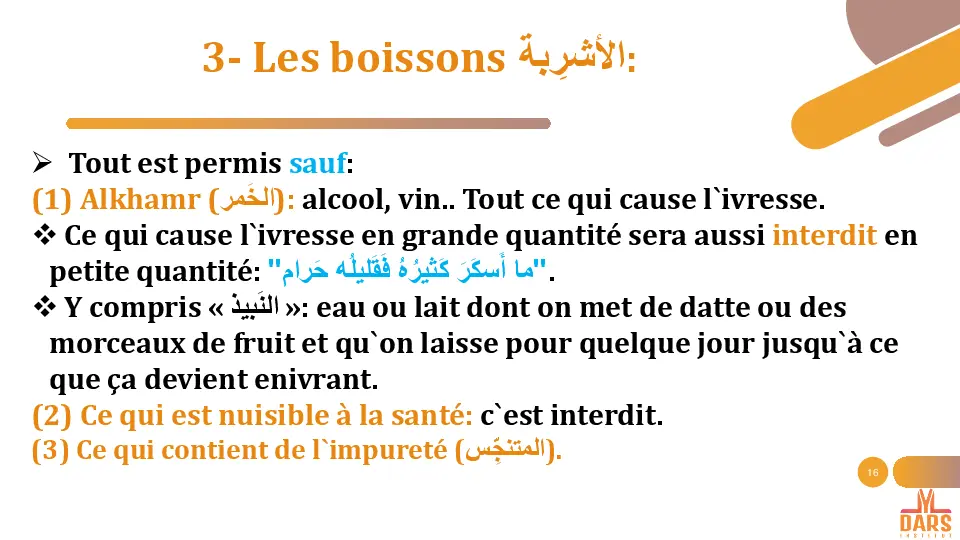 3- Les boissons الأشرِبة:
➢ Tout est permis sauf:
(1) Alkhamr (الخَمر): alcool, vin.. Tout ce qui cause l`ivresse.
❖ Ce qui cause l`ivresse en grande quantité sera aussi interdit en
petite quantité: "ما أَسكَرَ كَثيرُهُ فَقَليلُه حَرام".
❖ Y compris « النَبيذ »: eau ou lait dont on met de datte ou des
morceaux de fruit et qu`on laisse pour quelque jour jusqu`à ce
que ça devient enivrant.
(2) Ce qui est nuisible à la santé: c`est interdit.
(3) Ce qui contient de l`impureté (المتنجِّس).
16
DARS
INSTITUT